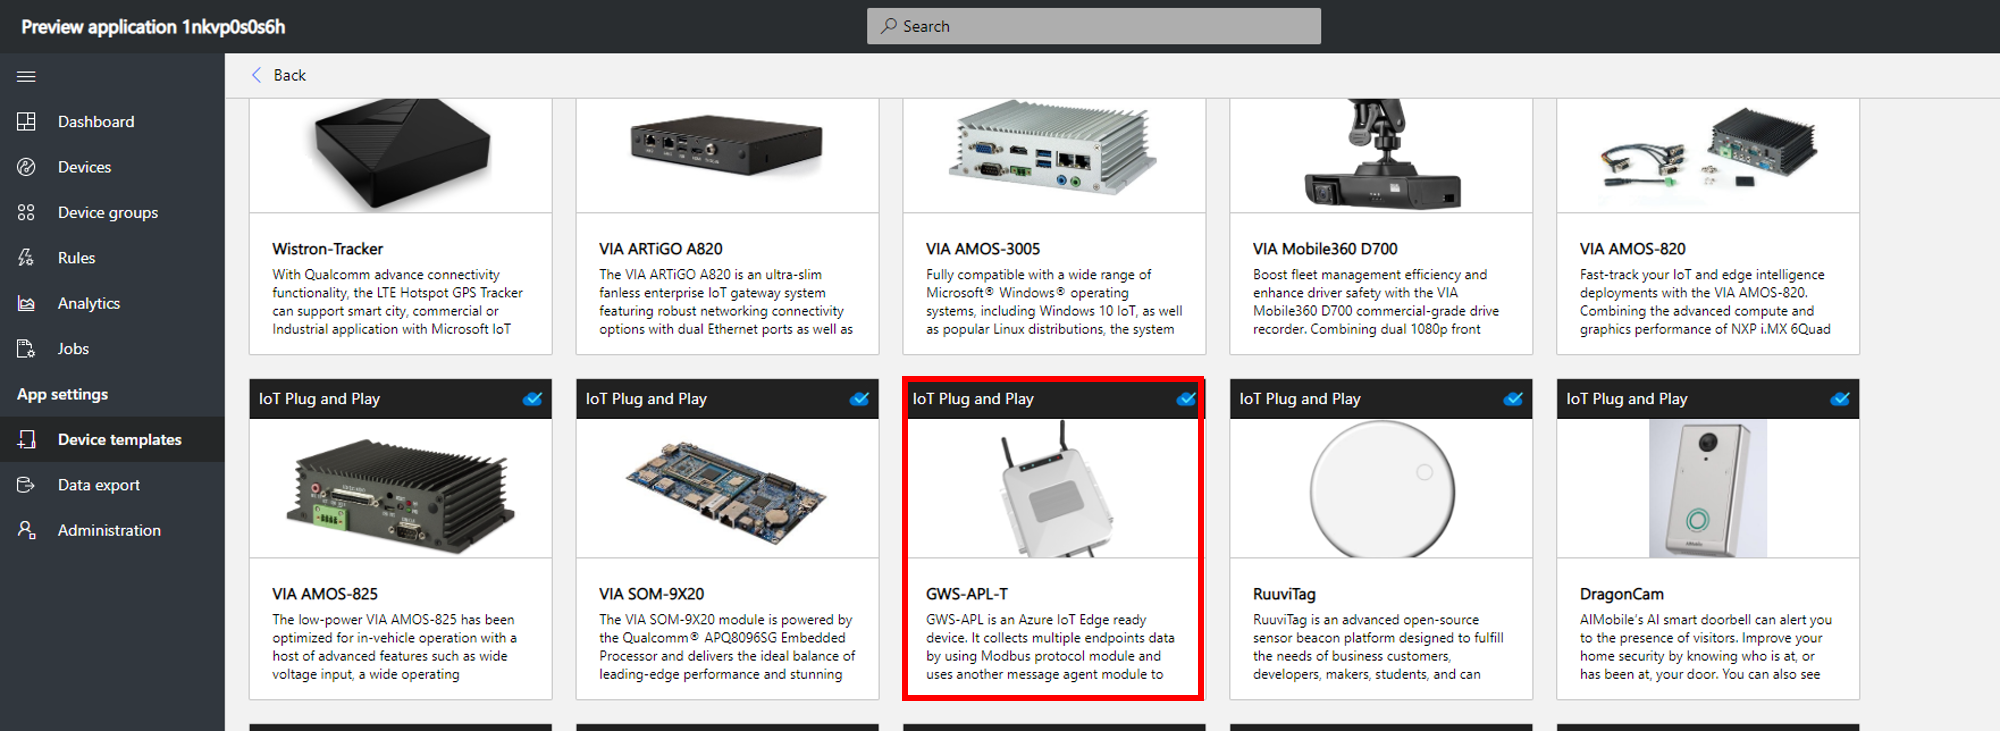 Preview application 1nkvp0s0s6h
Search
Back
Dashboard
Devices
Device groups
Rules
Analytics
Jobs
App settings
Device templates
Data export
Administration
Wistron-Tracker
With Qualcomm advance connectivity
functionality, the LTE Hotspot GPS Tracker
can support smart city, commercial or
Industrial application with Microsoft IoT
VIA ARTiGO A820
The VIA ARTiGO A820 is an ultra-slim
fanless enterprise IoT gateway system
featuring robust networking connectivity
options with dual Ethernet ports as well as
VIA AMOS-3005
Fully compatible with a wide range of
Microsoft® Windows® operating
systems, including Windows 10 IoT, as well
as popular Linux distributions, the system
VIA Mobile360 D700
Boost fleet management efficiency and
enhance driver safety with the VIA
Mobile360 D700 commercial-grade drive
recorder. Combining dual 1080p front
VIA AMOS-820
Fast-track your IoT and edge intelligence
deployments with the VIA AMOS-820.
Combining the advanced compute and
graphics performance of NXP i.MX 6Quad
IoT Plug and Play
VIA AMOS-825
The low-power VIA AMOS-825 has been
optimized for in-vehicle operation with a
host of advanced features such as wide
voltage input, a wide operating
IoT Plug and Play
VIA SOM-9X20
The VIA SOM-9X20 module is powered by
the Qualcomm® APQ8096SG Embedded
Processor and delivers the ideal balance of
leading-edge performance and stunning
IoT Plug and Play
GWS-APL-T
GWS-APL is an Azure IoT Edge ready
device. It collects multiple endpoints data
by using Modbus protocol module and
uses another message agent module to
IoT Plug and Play
RuuviTag
RuuviTag is an advanced open-source
sensor beacon platform designed to fulfill
the needs of business customers,
developers, makers, students, and can
IoT Plug and Play
DragonCam
AIMobile's AI smart doorbell can alert you
to the presence of visitors. Improve your
home security by knowing who is at, or
has been at, your door. You can also see